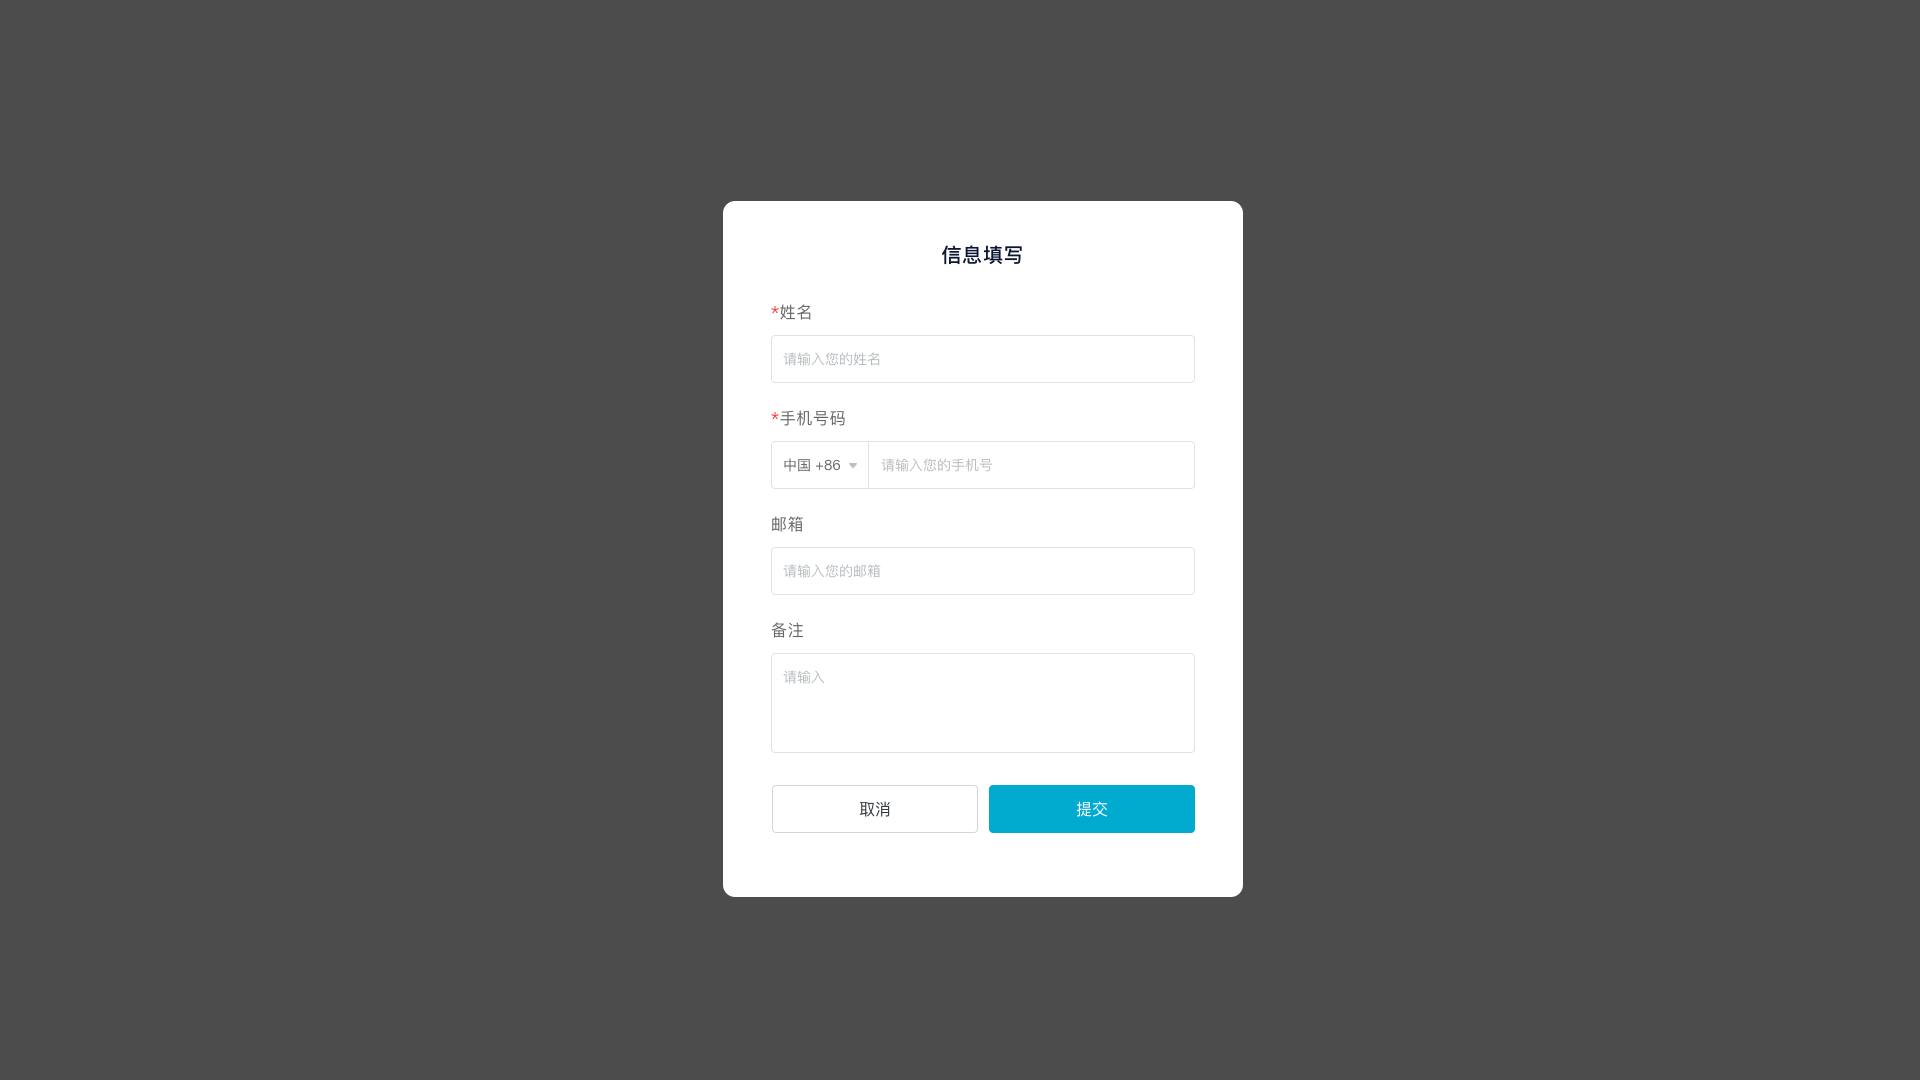 信息填写
*姓名
请输入您的姓名
*手机号码
中国 +86 请输入您的手机号
邮箱
请输入您的邮箱
备注
请输入
取消 提交